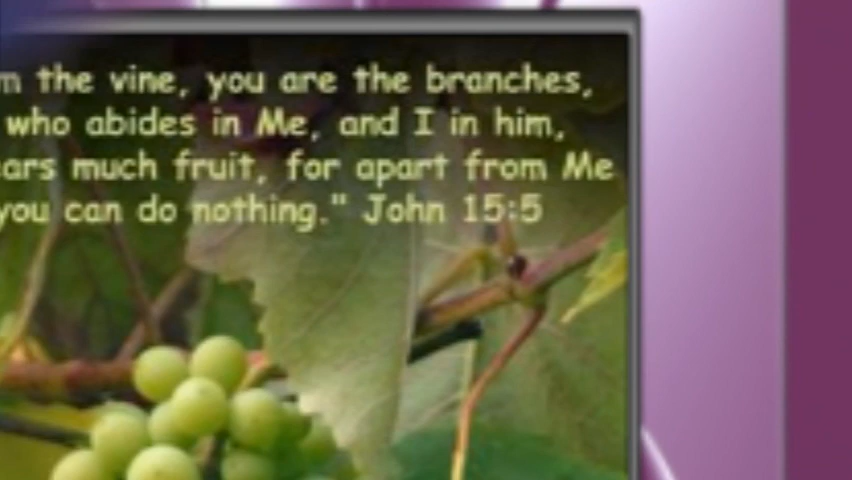 the vine, you are the branches,
who abides in Me, and I in him,
much fruit, for apart from Me
you can do nothing." John 15:5